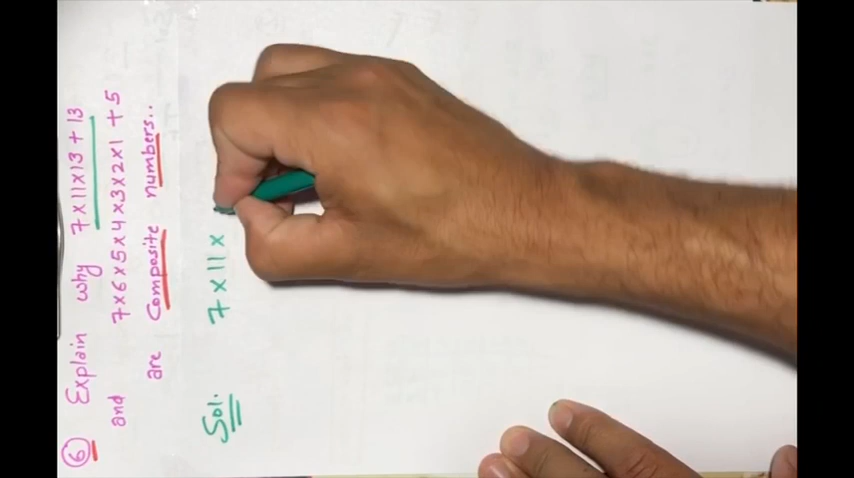 ⑥ Explain why 7×11×13 + 13
and 7×6×5×4×3×2×1 + 5
are Composite numbers..
Sol. 7×11×